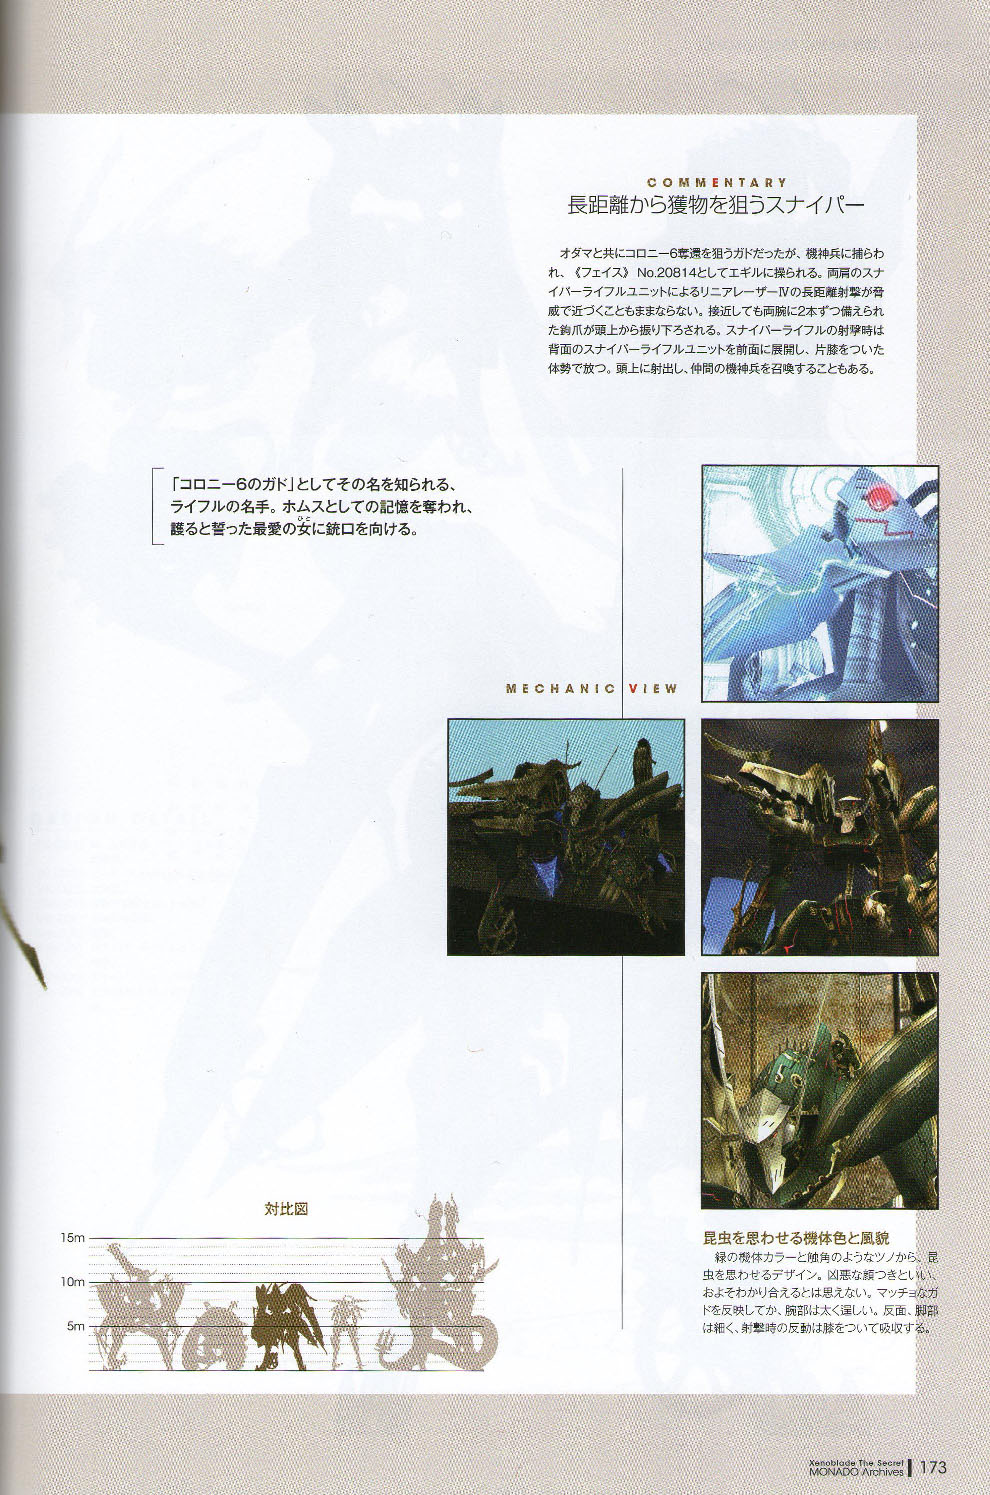 COMMENTARY
長距離から獲物を狙うスナイパー
オダマと共にコロニー6奪還を狙うガドだったが、機神兵に捕らわ
れ、《フェイス》 No.20814としてエギルに操られる。両肩のスナ
イパーライフルユニットによるリニアレーザーⅣの長距離射撃が脅
威で近づくこともままならない。接近しても両腕に2本ずつ備えられ
た鉤爪が頭上から振り下ろされる。スナイパーライフルの射撃時は
背面のスナイパーライフルユニットを前面に展開し、片膝をついた
体勢で放つ。頭上に射出し、仲間の機神兵を召喚することもある。
「コロニー6のガド」としてその名を知られる、
ライフルの名手。ホムスとしての記憶を奪われ、
護ると誓った最愛の女に銃口を向ける。
ひと
MECHANIC VIEW
対比図
15m
10m
5m
昆虫を思わせる機体色と風貌
緑の機体カラーと触角のようなツノから、昆
虫を思わせるデザイン。凶悪な顔つきといい、
およそわかり合えるとは思えない。マッチョなガ
ドを反映してか、腕部は太く逞しい。反面、脚部
は細く、射撃時の反動は膝をついて吸収する。
Xenoblade The Secret
MONADO Archives
173